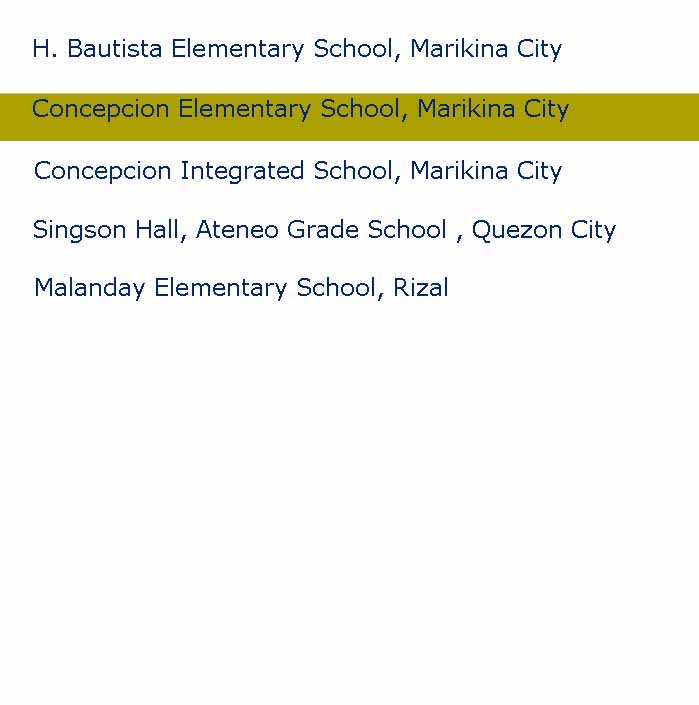 H. Bautista Elementary School, Marikina City
Concepcion Elementary School, Marikina City
Concepcion Integrated School, Marikina City
Singson Hall, Ateneo Grade School , Quezon City
Malanday Elementary School, Rizal